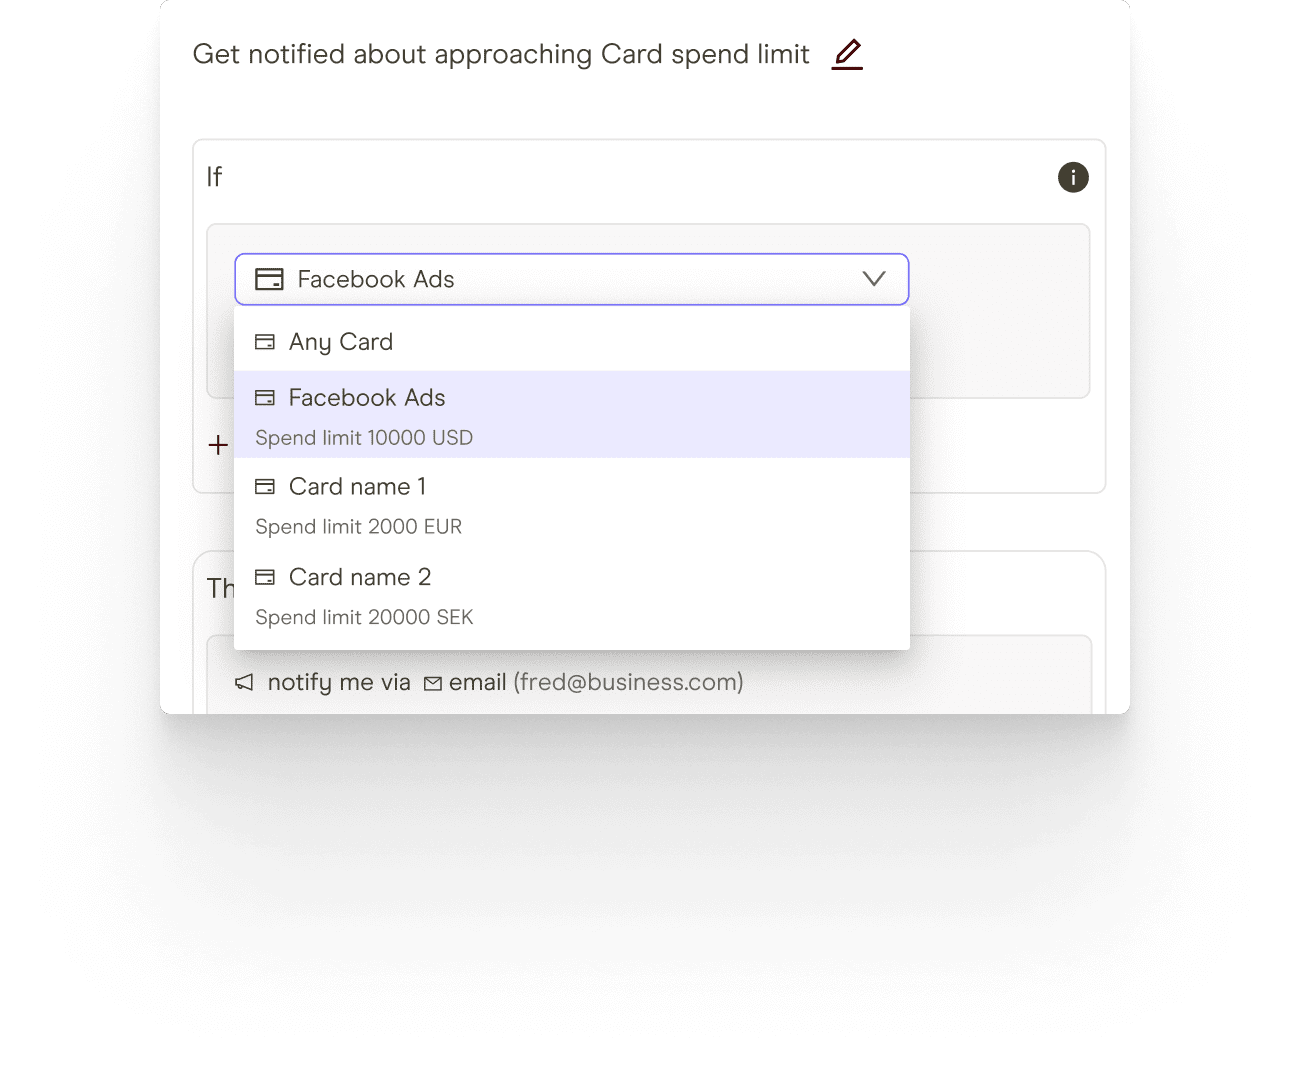 Get notified about approaching Card spend limit
If
Facebook Ads
Any Card
Facebook Ads
Spend limit 10000 USD
Card name 1
Spend limit 2000 EUR
Card name 2
Spend limit 20000 SEK
notify me via email (fred@business.com)